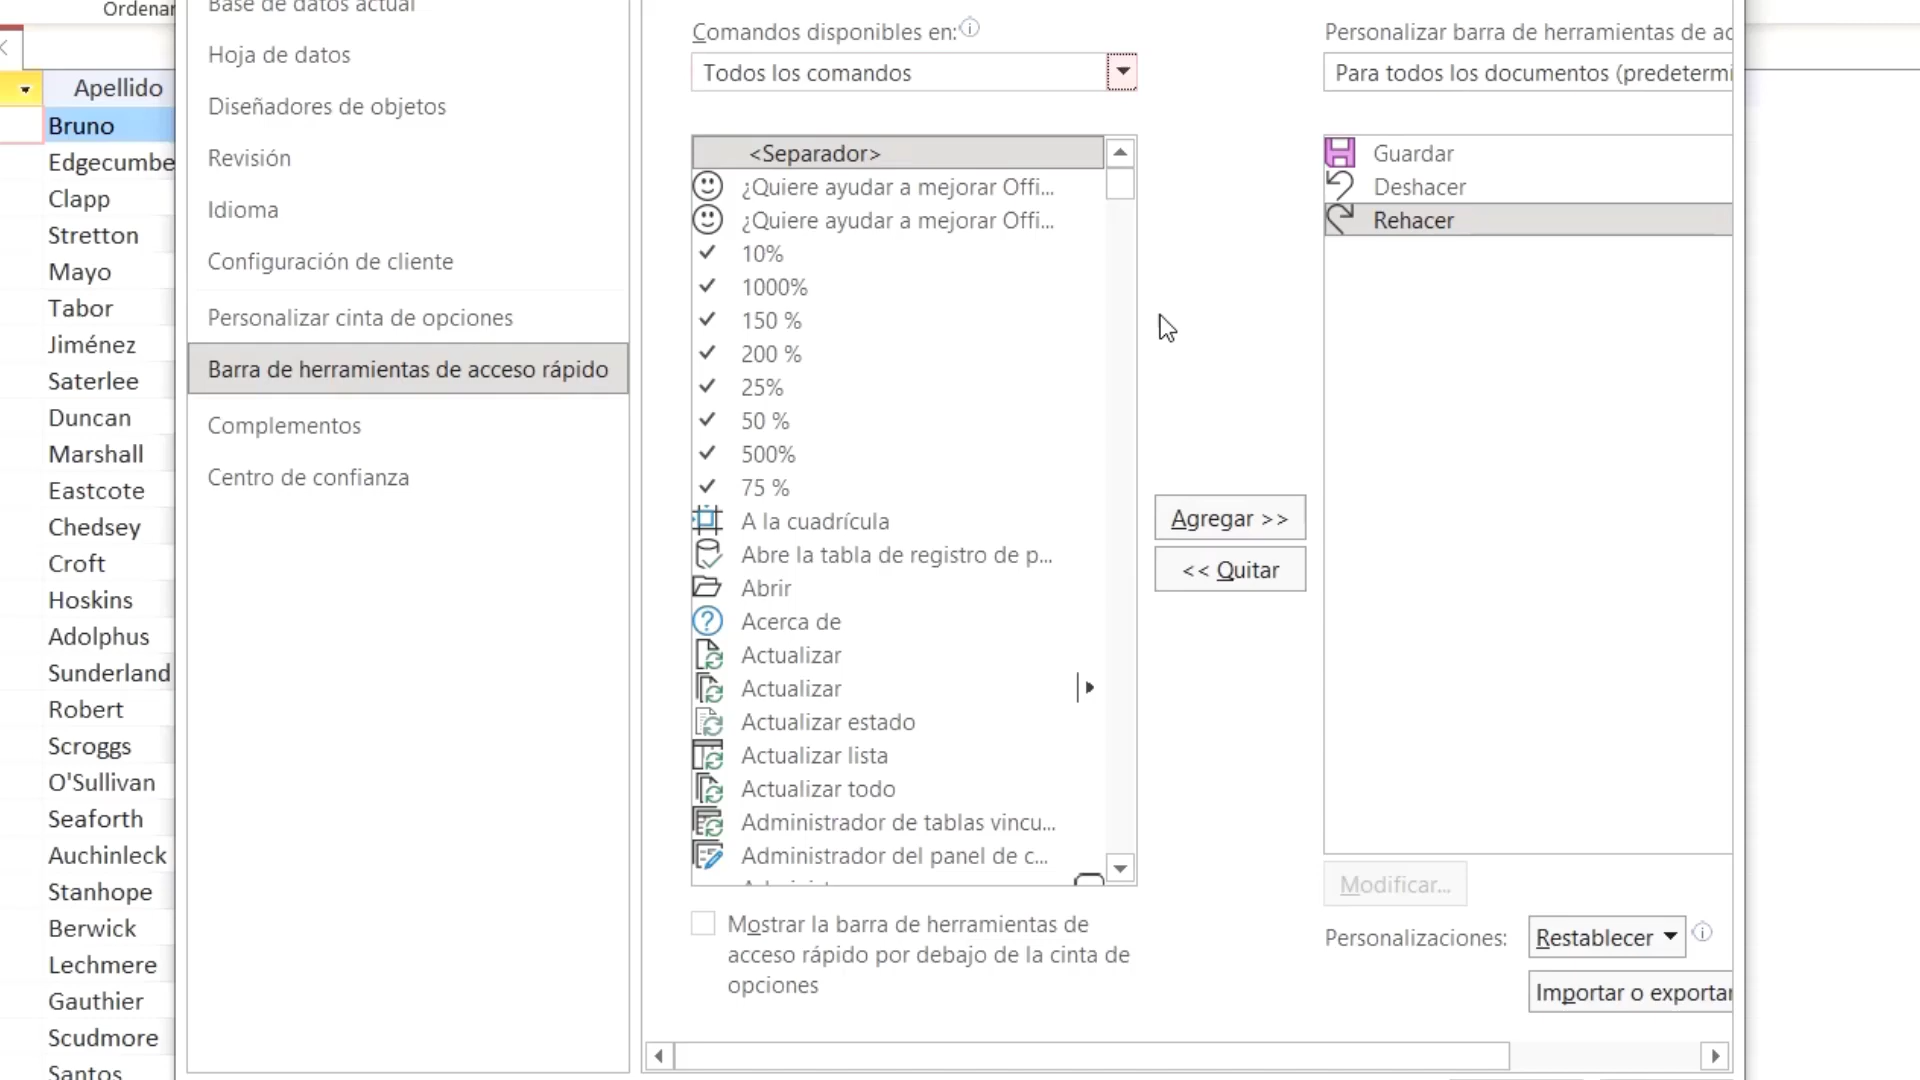 Ordenar
Apellido
Bruno
Edgecumbe
Clapp
Stretton
Mayo
Tabor
Jiménez
Saterlee
Duncan
Marshall
Eastcote
Chedsey
Croft
Hoskins
Adolphus
Sunderland
Robert
Scroggs
O'Sullivan
Seaforth
Auchinleck
Stanhope
Berwick
Lechmere
Gauthier
Scudmore
Santos
Base de datos actual
Hoja de datos
Diseñadores de objetos
Revisión
Idioma
Configuración de cliente
Personalizar cinta de opciones
Barra de herramientas de acceso rápido
Complementos
Centro de confianza
Comandos disponibles en:
Todos los comandos
<Separador>
¿Quiere ayudar a mejorar Offi...
¿Quiere ayudar a mejorar Offi...
10%
1000%
150 %
200 %
25%
50 %
500%
75 %
A la cuadrícula
Abre la tabla de registro de p...
Abrir
Acerca de
Actualizar
Actualizar
Actualizar estado
Actualizar lista
Actualizar todo
Administrador de tablas vincu...
Administrador del panel de c...
Mostrar la barra de herramientas de
acceso rápido por debajo de la cinta de
opciones
Agregar >>
<< Quitar
Personalizar barra de herramientas de ac
Para todos los documentos (predetermi
Guardar
Deshacer
Rehacer
Modificar...
Personalizaciones:
Restablecer
Importar o exportar